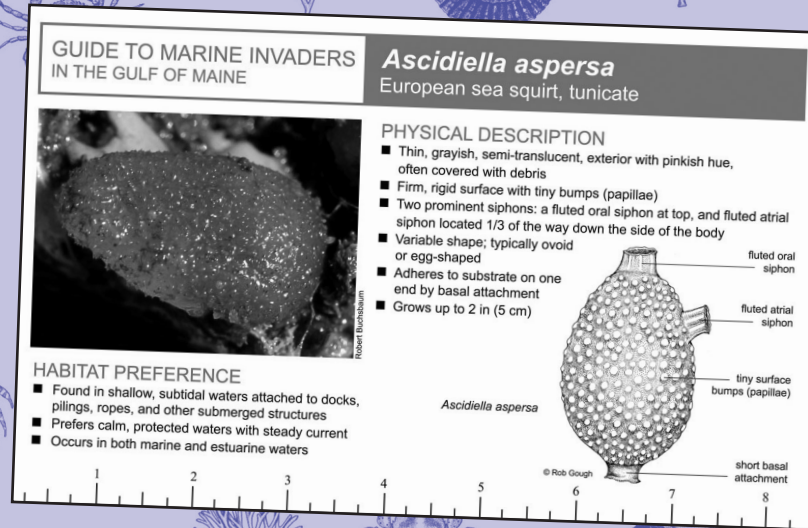 GUIDE TO MARINE INVADERS
IN THE GULF OF MAINE
Ascidiella aspersa
European sea squirt, tunicate
Robert Buchsbaum
PHYSICAL DESCRIPTION
■ Thin, grayish, semi-translucent, exterior with pinkish hue,
often covered with debris
■ Firm, rigid surface with tiny bumps (papillae)
■ Two prominent siphons: a fluted oral siphon at top, and fluted atrial
siphon located 1/3 of the way down the side of the body
■ Variable shape; typically ovoid
or egg-shaped
■ Adheres to substrate on one
end by basal attachment
■ Grows up to 2 in (5 cm)
fluted oral
siphon
fluted atrial
siphon
tiny surface
bumps (papillae)
short basal
attachment
Ascidiella aspersa
© Rob Gough
HABITAT PREFERENCE
■ Found in shallow, subtidal waters attached to docks,
pilings, ropes, and other submerged structures
■ Prefers calm, protected waters with steady current
■ Occurs in both marine and estuarine waters
1 2 3 4 5 6 7 8